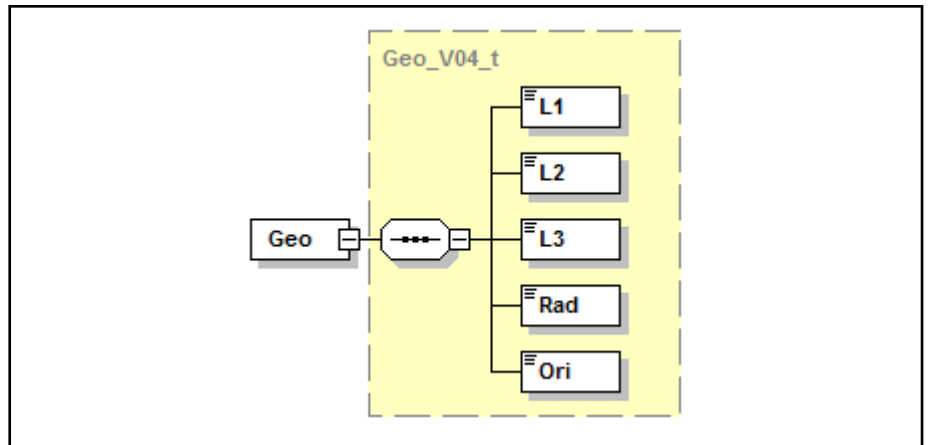 Geo_V04_t
L1
L2
Geo
L3
Rad
Ori